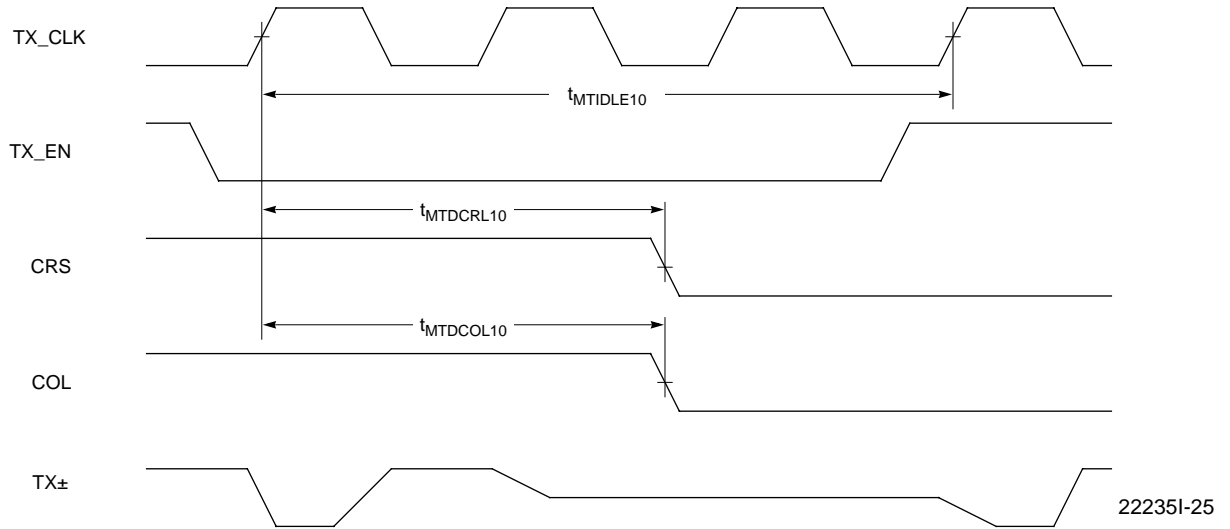 TX_CLK
tMTIDLE10
TX_EN
tMTDCRL10
CRS
tMTDCOL10
COL
TX±
22235I-25